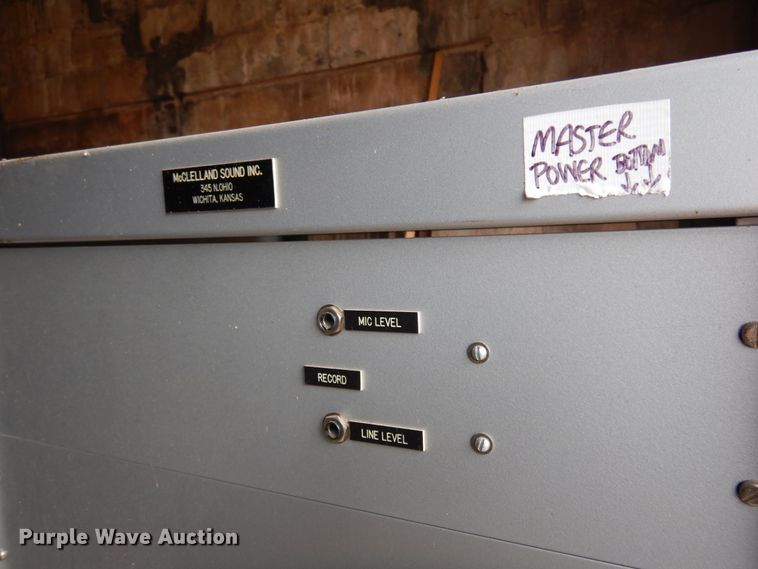 McCLELLAND SOUND INC.
345 N.OHIO
WICHITA, KANSAS
MASTER
POWER BOTTOM
MIC LEVEL
RECORD
LINE LEVEL
Purple Wave Auction